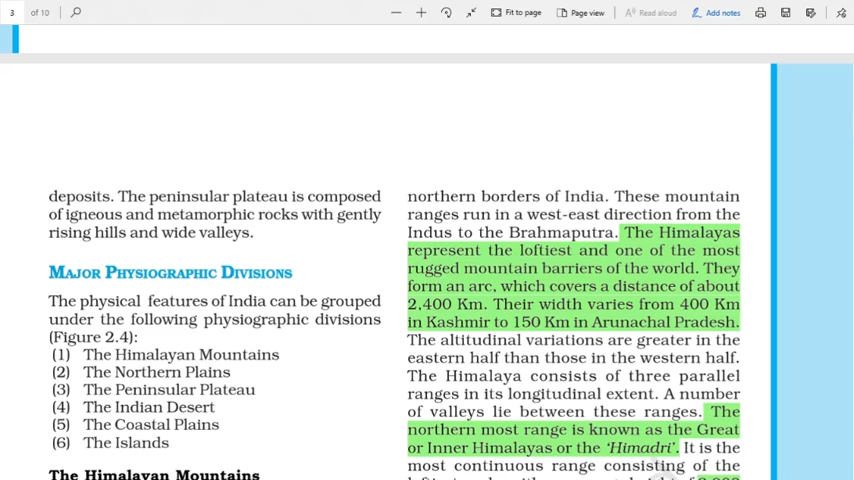 3 of 10 Fit to page Page view Read aloud Add notes
deposits. The peninsular plateau is composed
of igneous and metamorphic rocks with gently
rising hills and wide valleys.
MAJOR PHYSIOGRAPHIC DIVISIONS
The physical features of India can be grouped
under the following physiographic divisions
(Figure 2.4):
(1) The Himalayan Mountains
(2) The Northern Plains
(3) The Peninsular Plateau
(4) The Indian Desert
(5) The Coastal Plains
(6) The Islands
The Himalayan Mountains
northern borders of India. These mountain
ranges run in a west-east direction from the
Indus to the Brahmaputra. The Himalayas
represent the loftiest and one of the most
rugged mountain barriers of the world. They
form an arc, which covers a distance of about
2,400 Km. Their width varies from 400 Km
in Kashmir to 150 Km in Arunachal Pradesh.
The altitudinal variations are greater in the
eastern half than those in the western half.
The Himalaya consists of three parallel
ranges in its longitudinal extent. A number
of valleys lie between these ranges. The
northern most range is known as the Great
or Inner Himalayas or the ‘Himadri’. It is the
most continuous range consisting of the